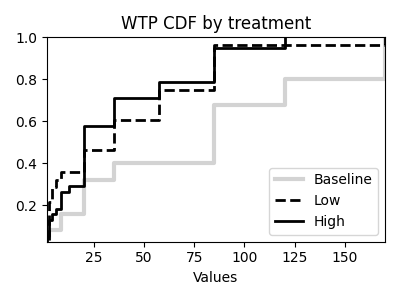 WTP CDF by treatment
1.0
0.8
0.6
0.4
0.2
Baseline
Low
High
25 50 75 100 125 150
Values